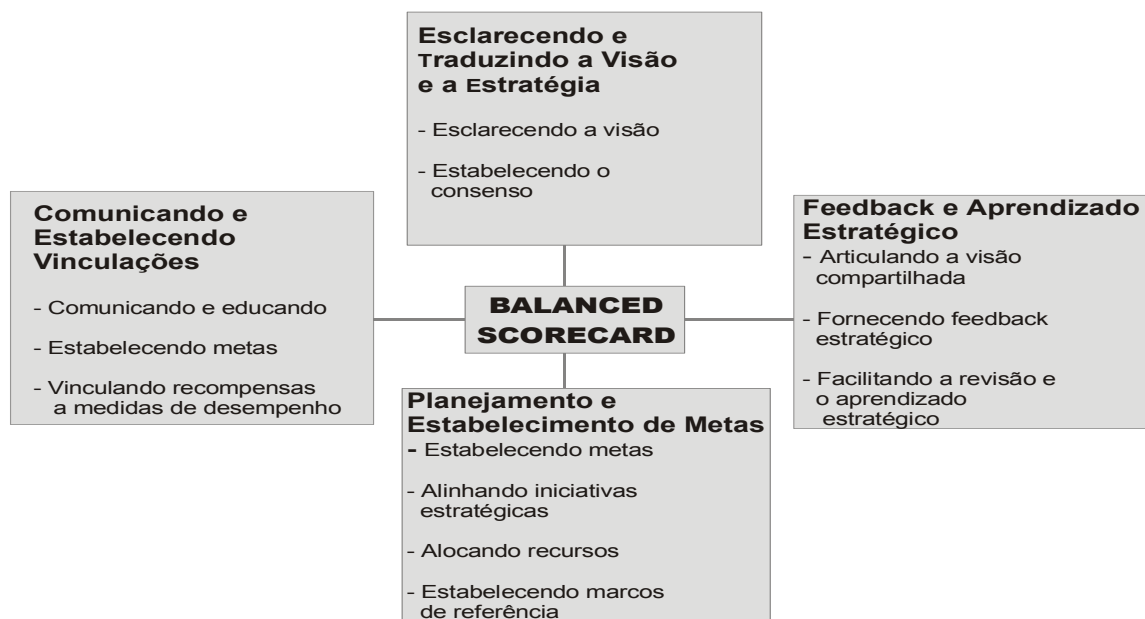 Esclarecendo e
Traduzindo a Visão
e a Estratégia
- Esclarecendo a visão
- Estabelecendo o
consenso
Comunicando e
Estabelecendo
Vinculações
- Comunicando e educando
- Estabelecendo metas
- Vinculando recompensas
a medidas de desempenho
BALANCED
SCORECARD
Feedback e Aprendizado
Estratégico
- Articulando a visão
compartilhada
- Fornecendo feedback
estratégico
- Facilitando a revisão e
o aprendizado
estratégico
Planejamento e
Estabelecimento de Metas
- Estabelecendo metas
- Alinhando iniciativas
estratégicas
- Alocando recursos
- Estabelecendo marcos
de referência